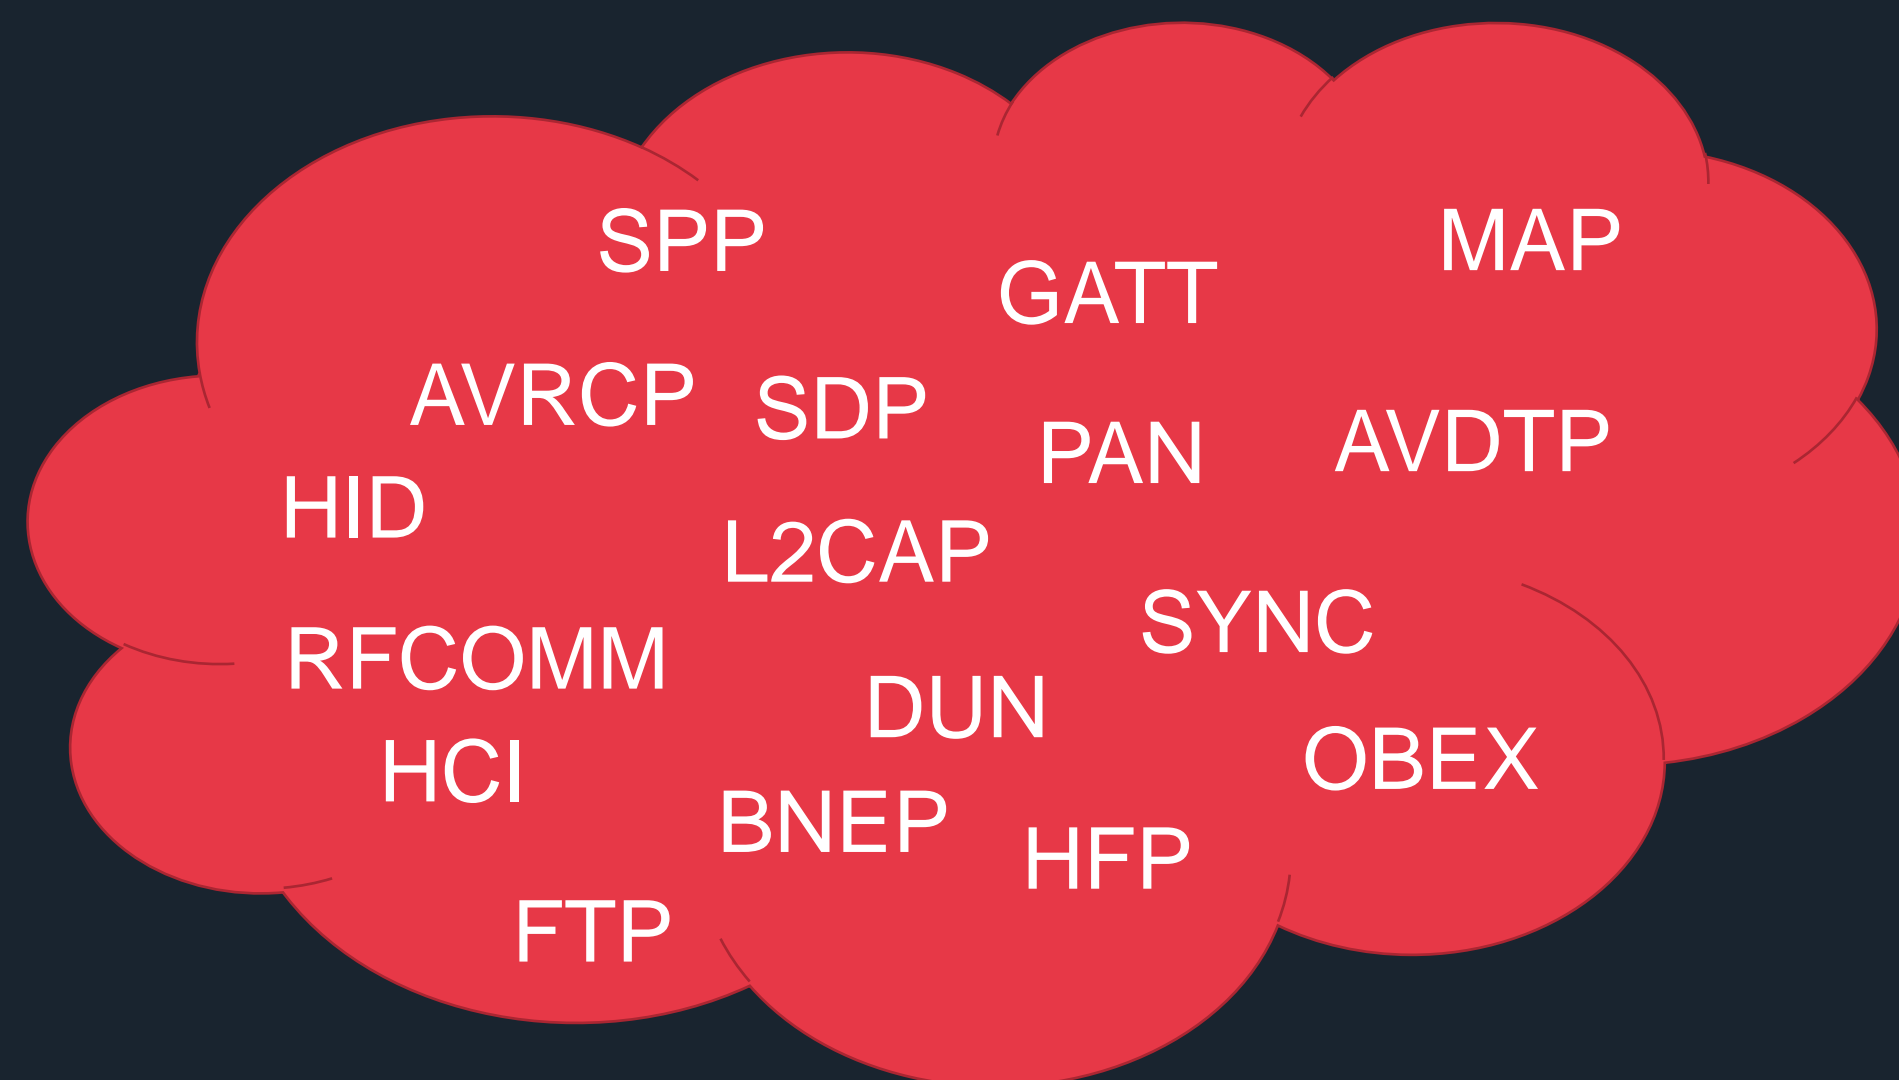 SPP
MAP
GATT
AVRCP
SDP
AVDTP
PAN
HID
L2CAP
SYNC
RFCOMM
DUN
OBEX
HCI
BNEP
HFP
FTP